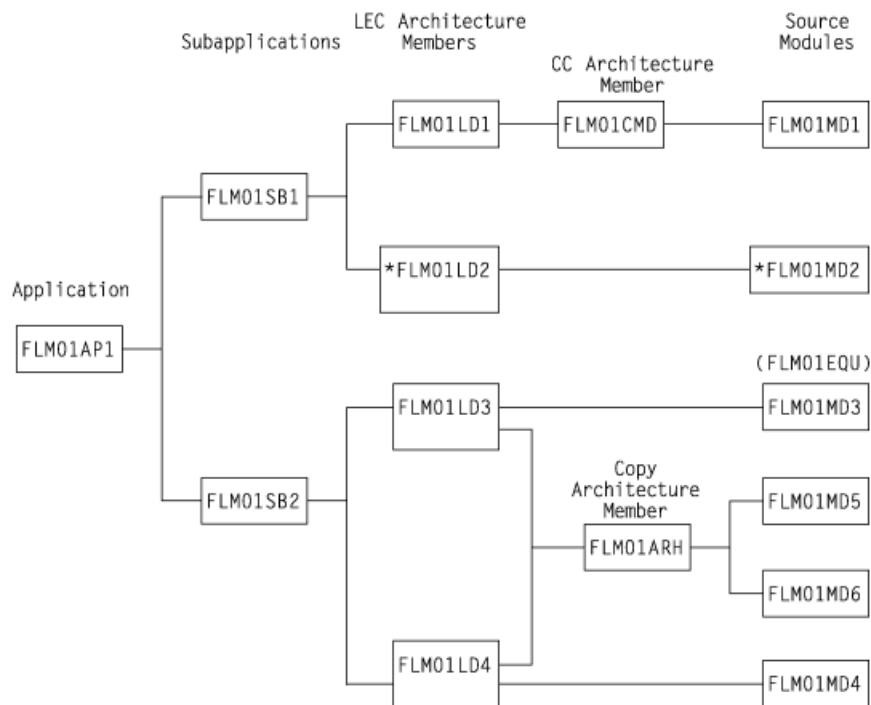 LEC Architecture
Members
Source
Modules
Subapplications
CC Architecture
Member
FLM01LD1
FLM01CMD
FLM01MD1
FLM01SB1
*FLM01LD2
*FLM01MD2
Application
FLM01AP1
(FLM01EQU)
FLM01LD3
FLM01MD3
Copy
Architecture
Member
FLM01SB2
FLM01MD5
FLM01ARH
FLM01MD6
FLM01LD4
FLM01MD4